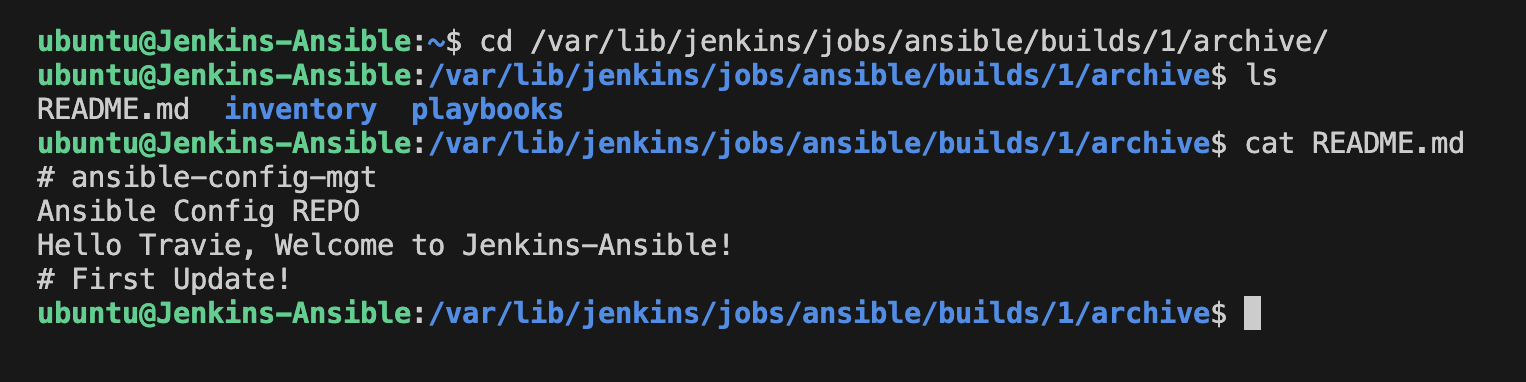 ubuntu@Jenkins-Ansible:~$ cd /var/lib/jenkins/jobs/ansible/builds/1/archive/
ubuntu@Jenkins-Ansible:/var/lib/jenkins/jobs/ansible/builds/1/archive$ ls
README.md  inventory  playbooks
ubuntu@Jenkins-Ansible:/var/lib/jenkins/jobs/ansible/builds/1/archive$ cat README.md
# ansible-config-mgt
Ansible Config REPO
Hello Travie, Welcome to Jenkins-Ansible!
# First Update!
ubuntu@Jenkins-Ansible:/var/lib/jenkins/jobs/ansible/builds/1/archive$